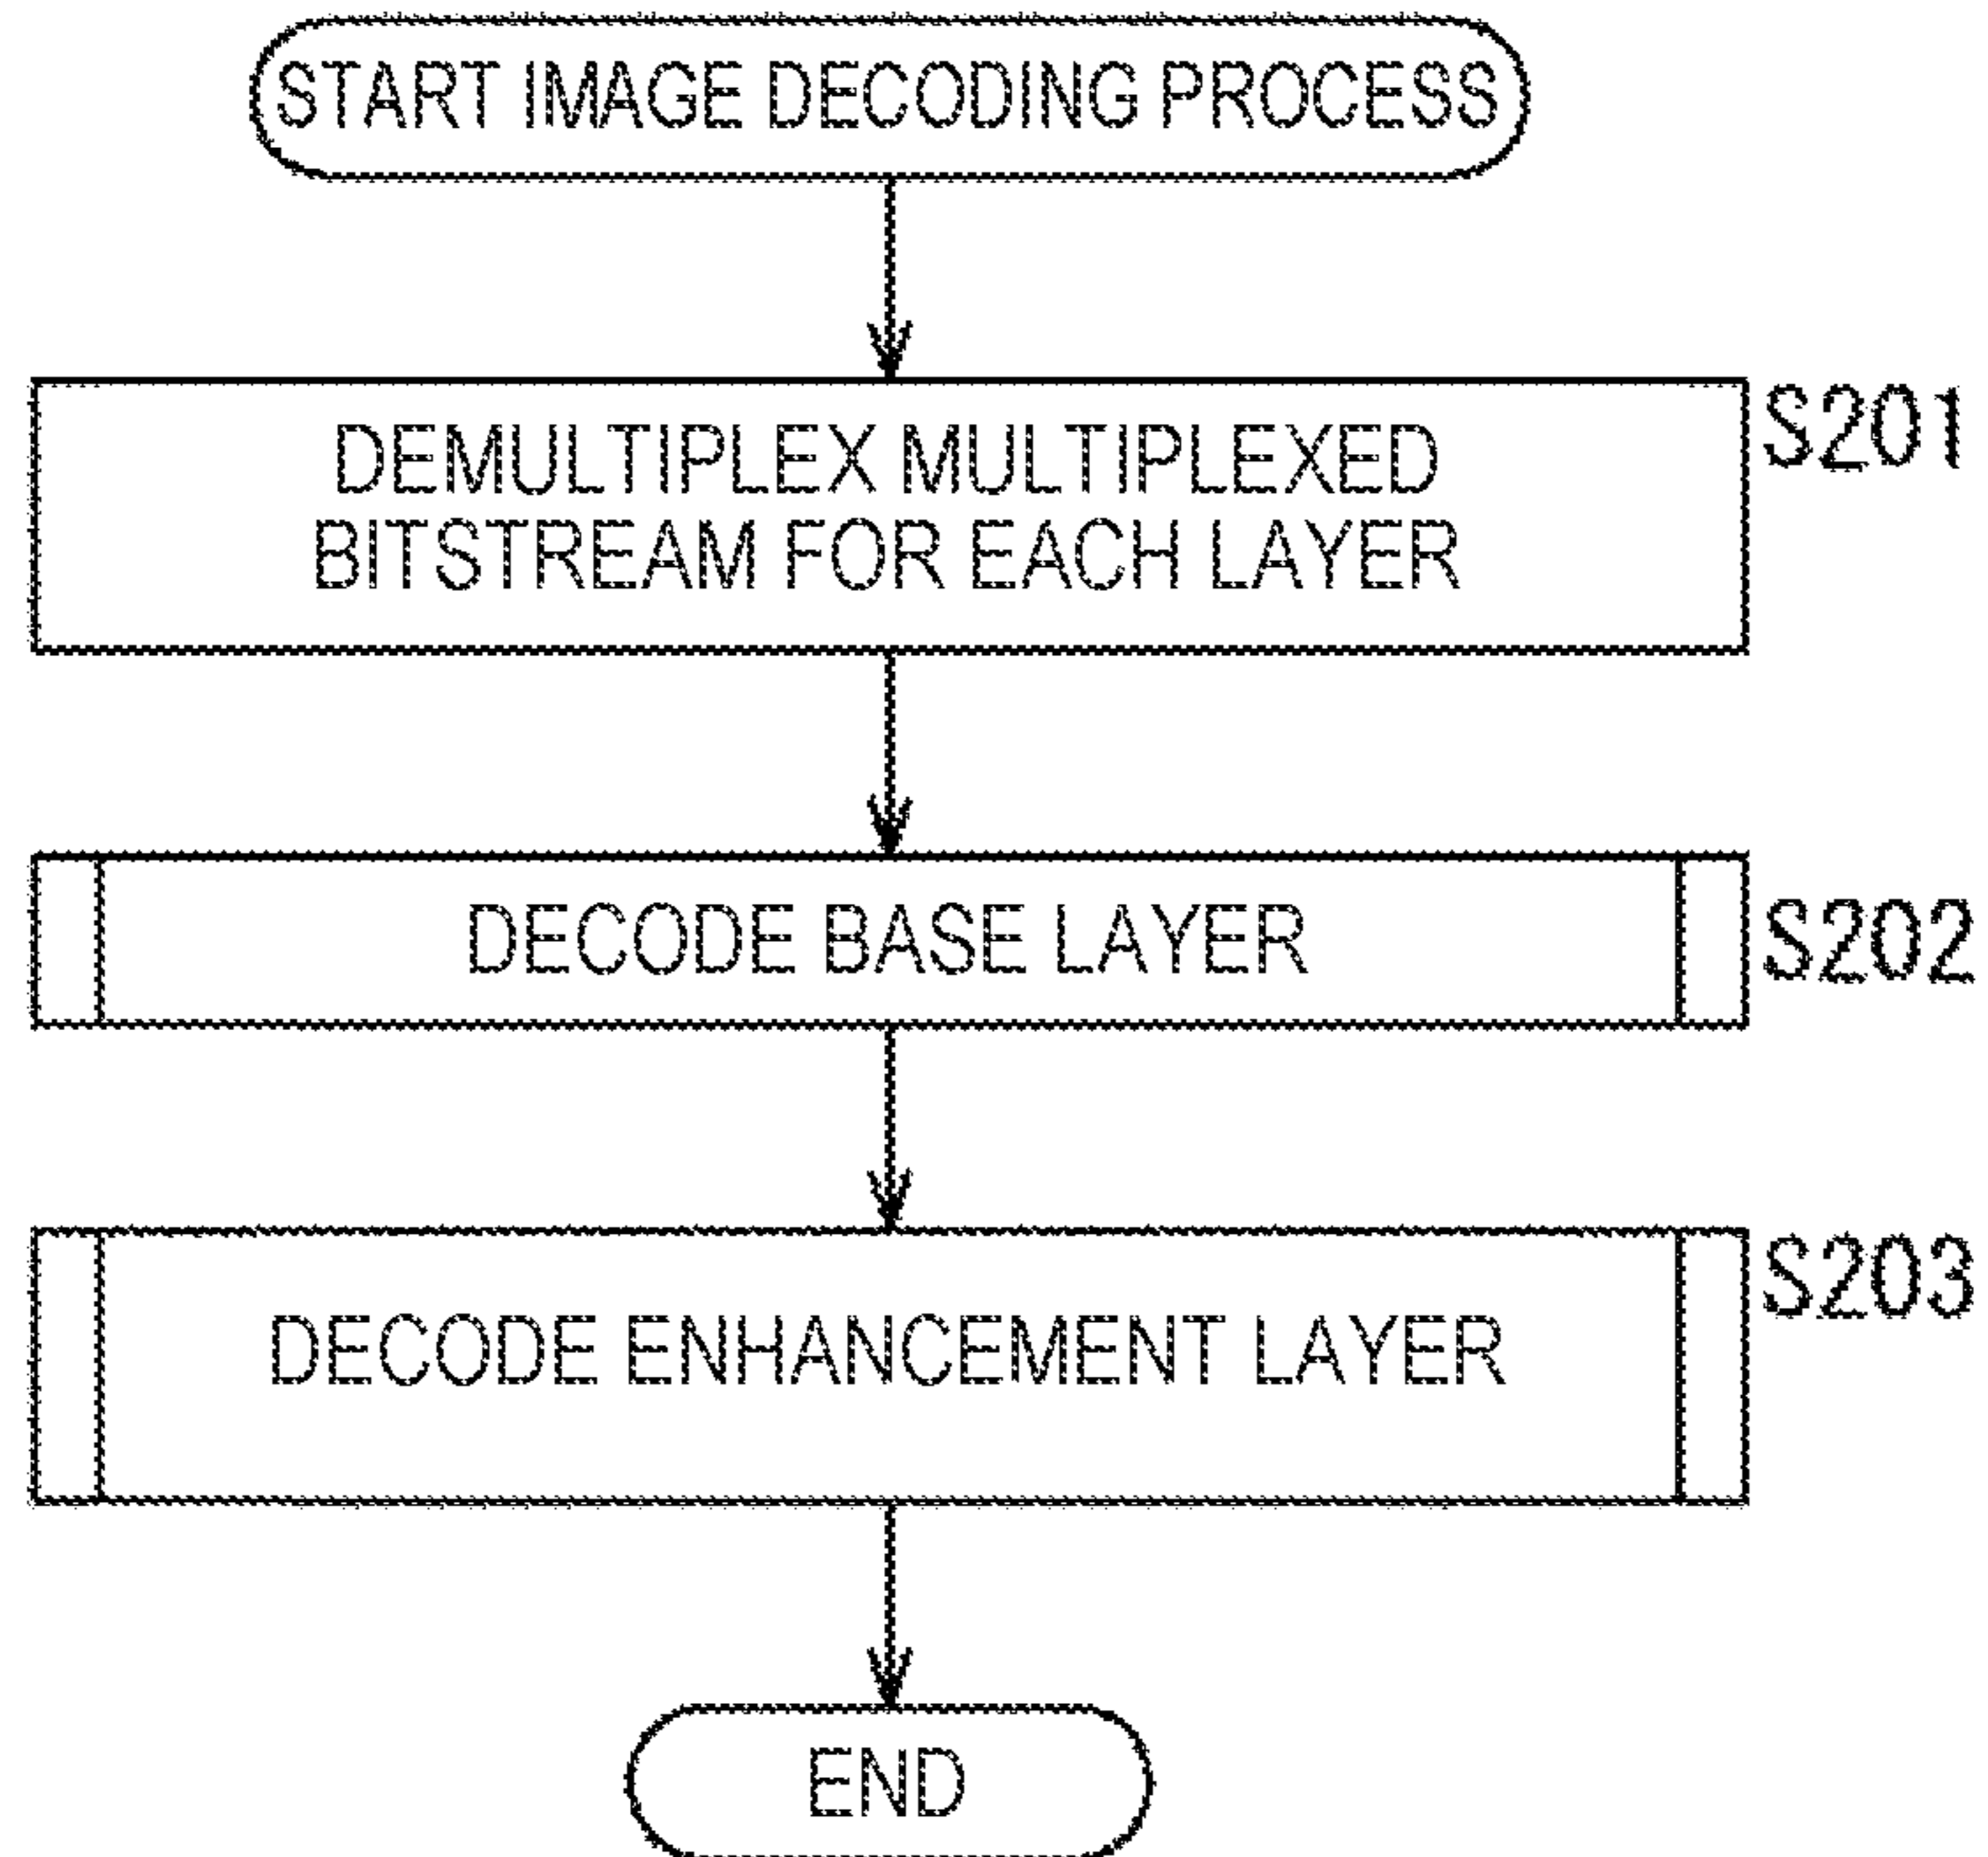 START IMAGE DECODING PROCESS
S201
DEMULTIPLEX MULTIPLEXED
BITSTREAM FOR EACH LAYER
DECODE BASE LAYER
S202
S203
DECODE ENHANCEMENT LAYER
END